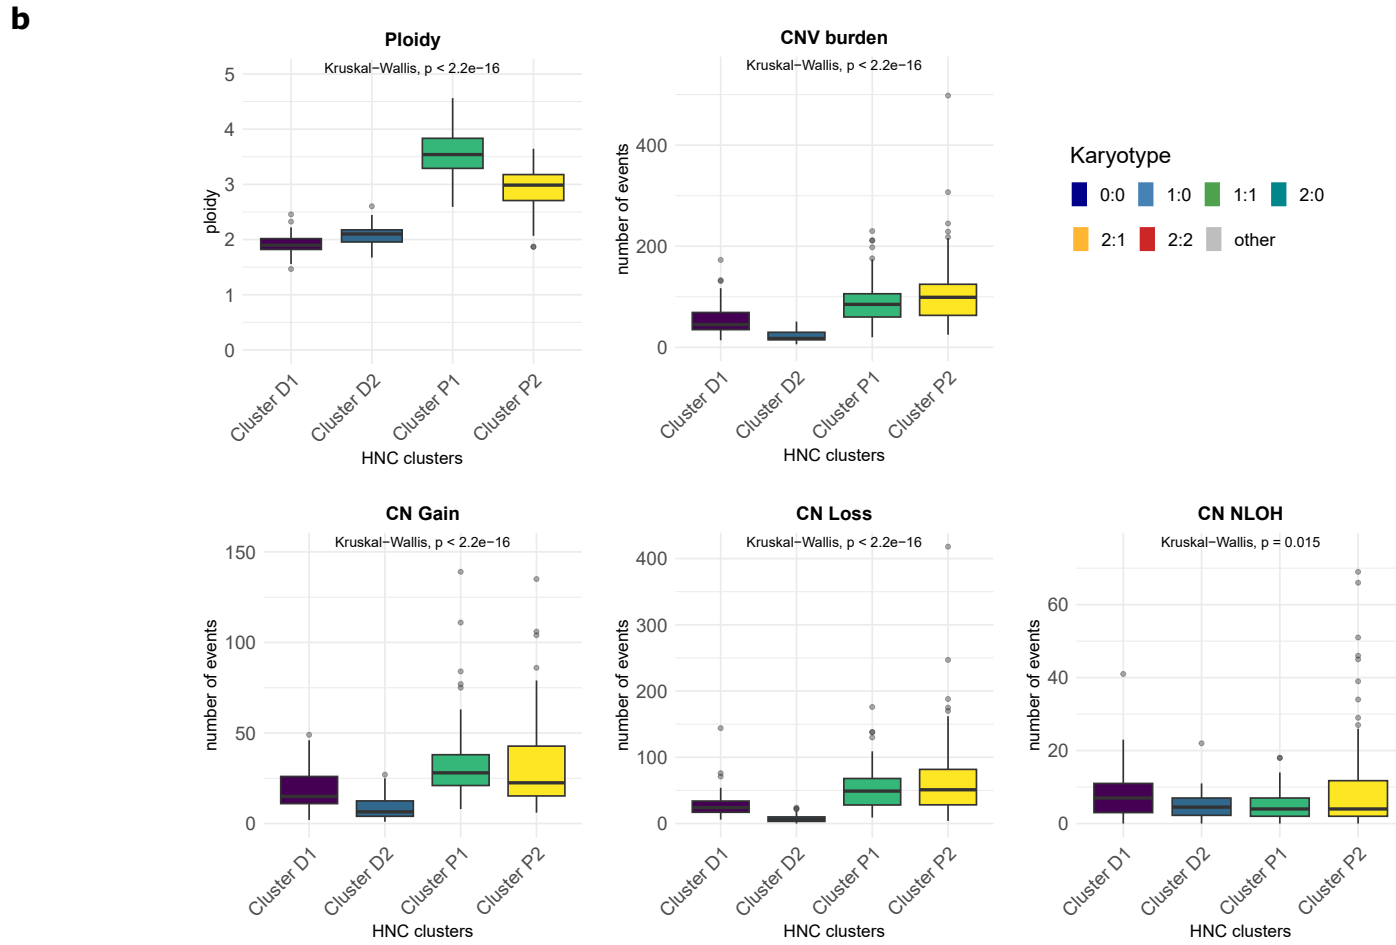 b
Ploidy
Kruskal−Wallis, p < 2.2e−16
5
4
3
2
1
0
ploidy
Cluster D1
Cluster D2
Cluster P1
Cluster P2
HNC clusters
CNV burden
Kruskal−Wallis, p < 2.2e−16
400
200
0
number of events
Cluster D1
Cluster D2
Cluster P1
Cluster P2
HNC clusters
Karyotype
0:0 1:0 1:1 2:0
2:1 2:2 other
CN Gain
Kruskal−Wallis, p < 2.2e−16
150
100
50
0
number of events
Cluster D1
Cluster D2
Cluster P1
Cluster P2
HNC clusters
CN Loss
Kruskal−Wallis, p < 2.2e−16
400
300
200
100
0
number of events
Cluster D1
Cluster D2
Cluster P1
Cluster P2
HNC clusters
CN NLOH
Kruskal−Wallis, p = 0.015
60
40
20
0
number of events
Cluster D1
Cluster D2
Cluster P1
Cluster P2
HNC clusters